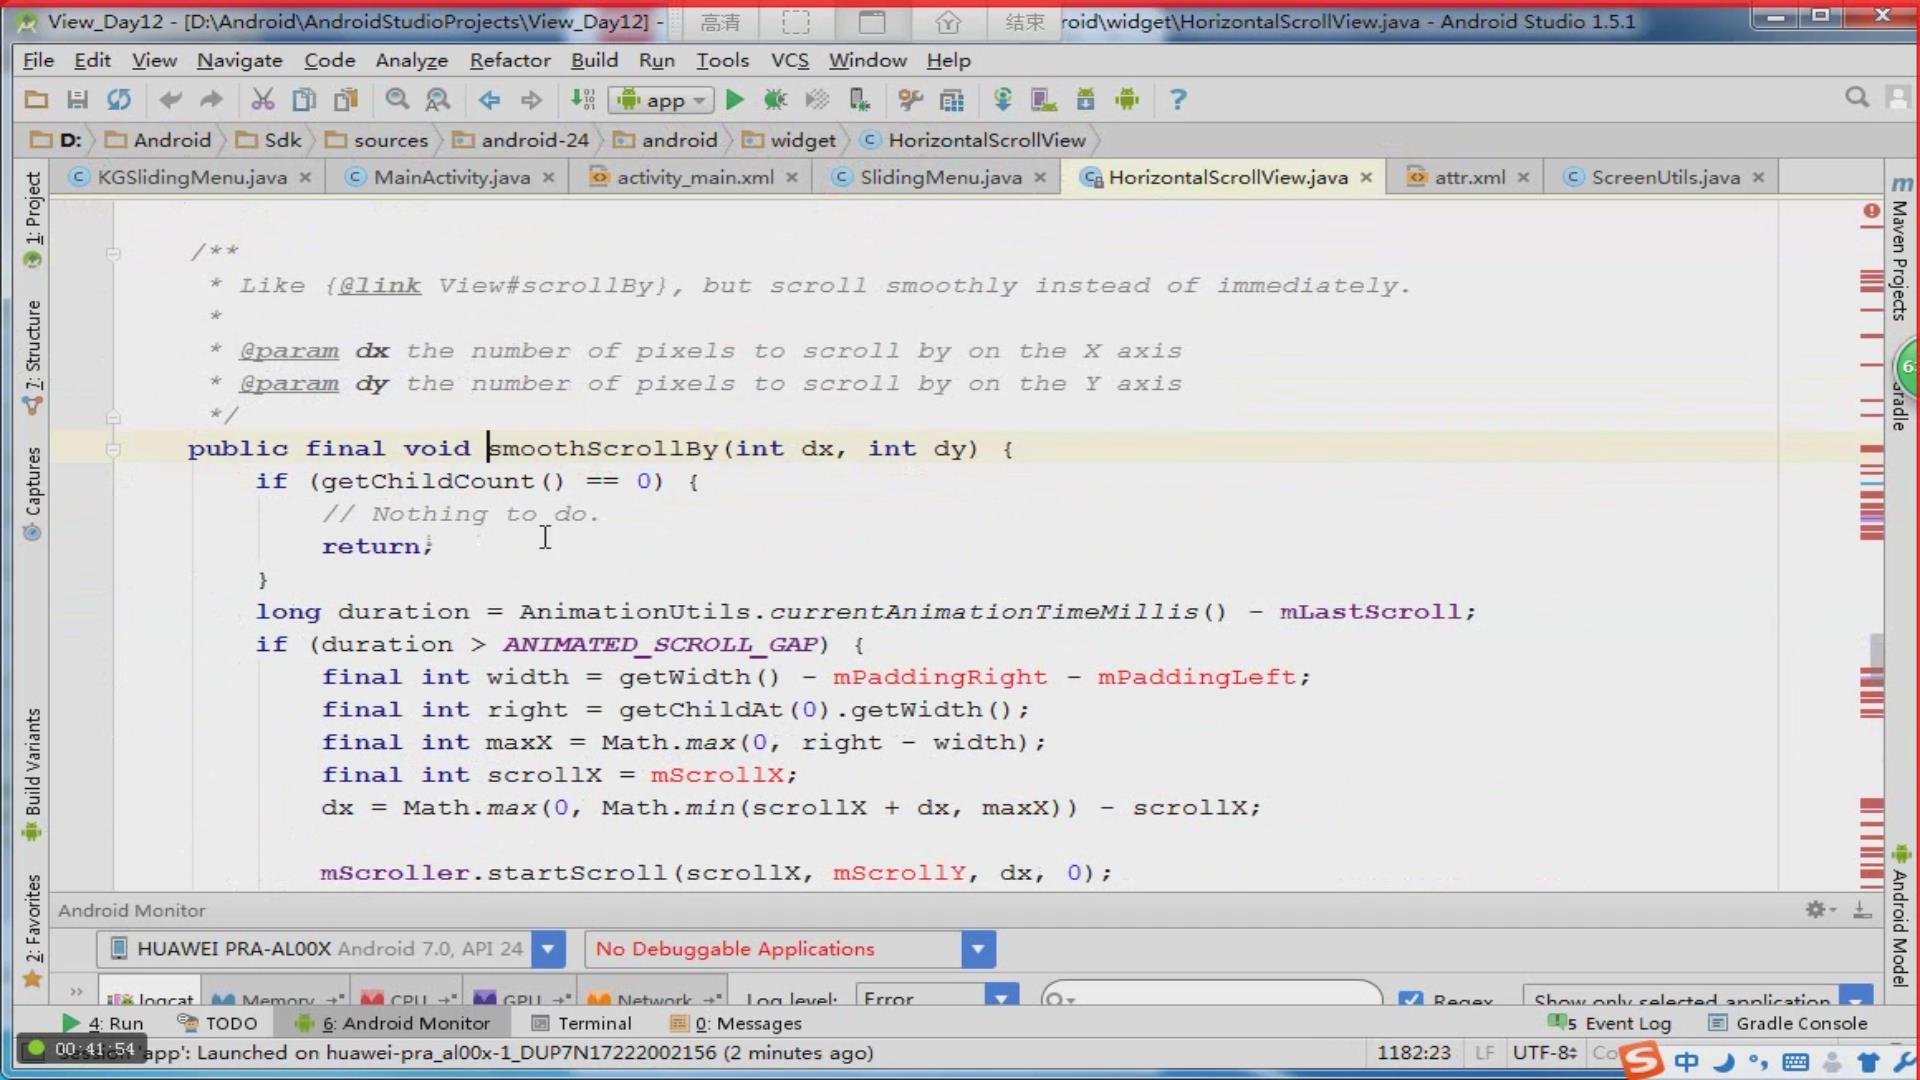 View_Day12 - [D:\Android\AndroidStudioProjects\View_Day12] -
高清
结束
roid\widget\HorizontalScrollView.java - Android Studio 1.5.1
File Edit View Navigate Code Analyze Refactor Build Run Tools VCS Window Help
app
D: Android Sdk sources android-24 android widget HorizontalScrollView
KGSlidingMenu.java MainActivity.java activity_main.xml SlidingMenu.java HorizontalScrollView.java attr.xml ScreenUtils.java
1: Project
7: Structure
Captures
Build Variants
2: Favorites
/**
* Like {@link View#scrollBy}, but scroll smoothly instead of immediately.
*
* @param dx the number of pixels to scroll by on the X axis
* @param dy the number of pixels to scroll by on the Y axis
*/
public final void smoothScrollBy(int dx, int dy) {
if (getChildCount() == 0) {
// Nothing to do.
return;
}
long duration = AnimationUtils.currentAnimationTimeMillis() - mLastScroll;
if (duration > ANIMATED_SCROLL_GAP) {
final int width = getWidth() - mPaddingRight - mPaddingLeft;
final int right = getChildAt(0).getWidth();
final int maxX = Math.max(0, right - width);
final int scrollX = mScrollX;
dx = Math.max(0, Math.min(scrollX + dx, maxX)) - scrollX;
mScroller.startScroll(scrollX, mScrollY, dx, 0);
Maven Projects
Android Model
Android Monitor
HUAWEI PRA-AL00X Android 7.0, API 24
No Debuggable Applications
logcat Memory CPU GPU Network Log level: Error Regex Show only selected application
4: Run TODO 6: Android Monitor Terminal 0: Messages 5 Event Log Gradle Console
00:41:54
'app': Launched on huawei-pra_al00x-1_DUP7N17222002156 (2 minutes ago)
1182:23 LF UTF-8
中